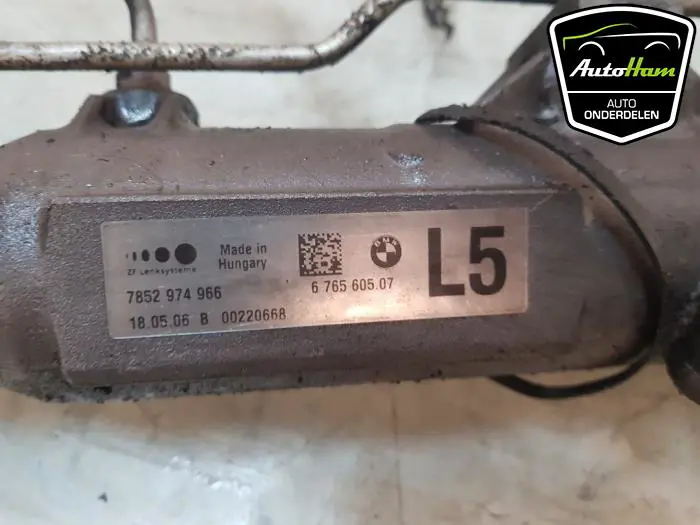 AutoHam
AUTO
ONDERDELEN
ZF Lenksysteme
Made in
Hungary
BMW
L5
7852 974 966
6 765 605.07
18.05.06 B 00220668